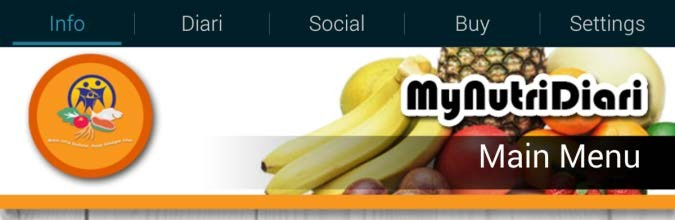 Info
Diari
Social
Buy
Settings
MyNutriDiari
Main Menu